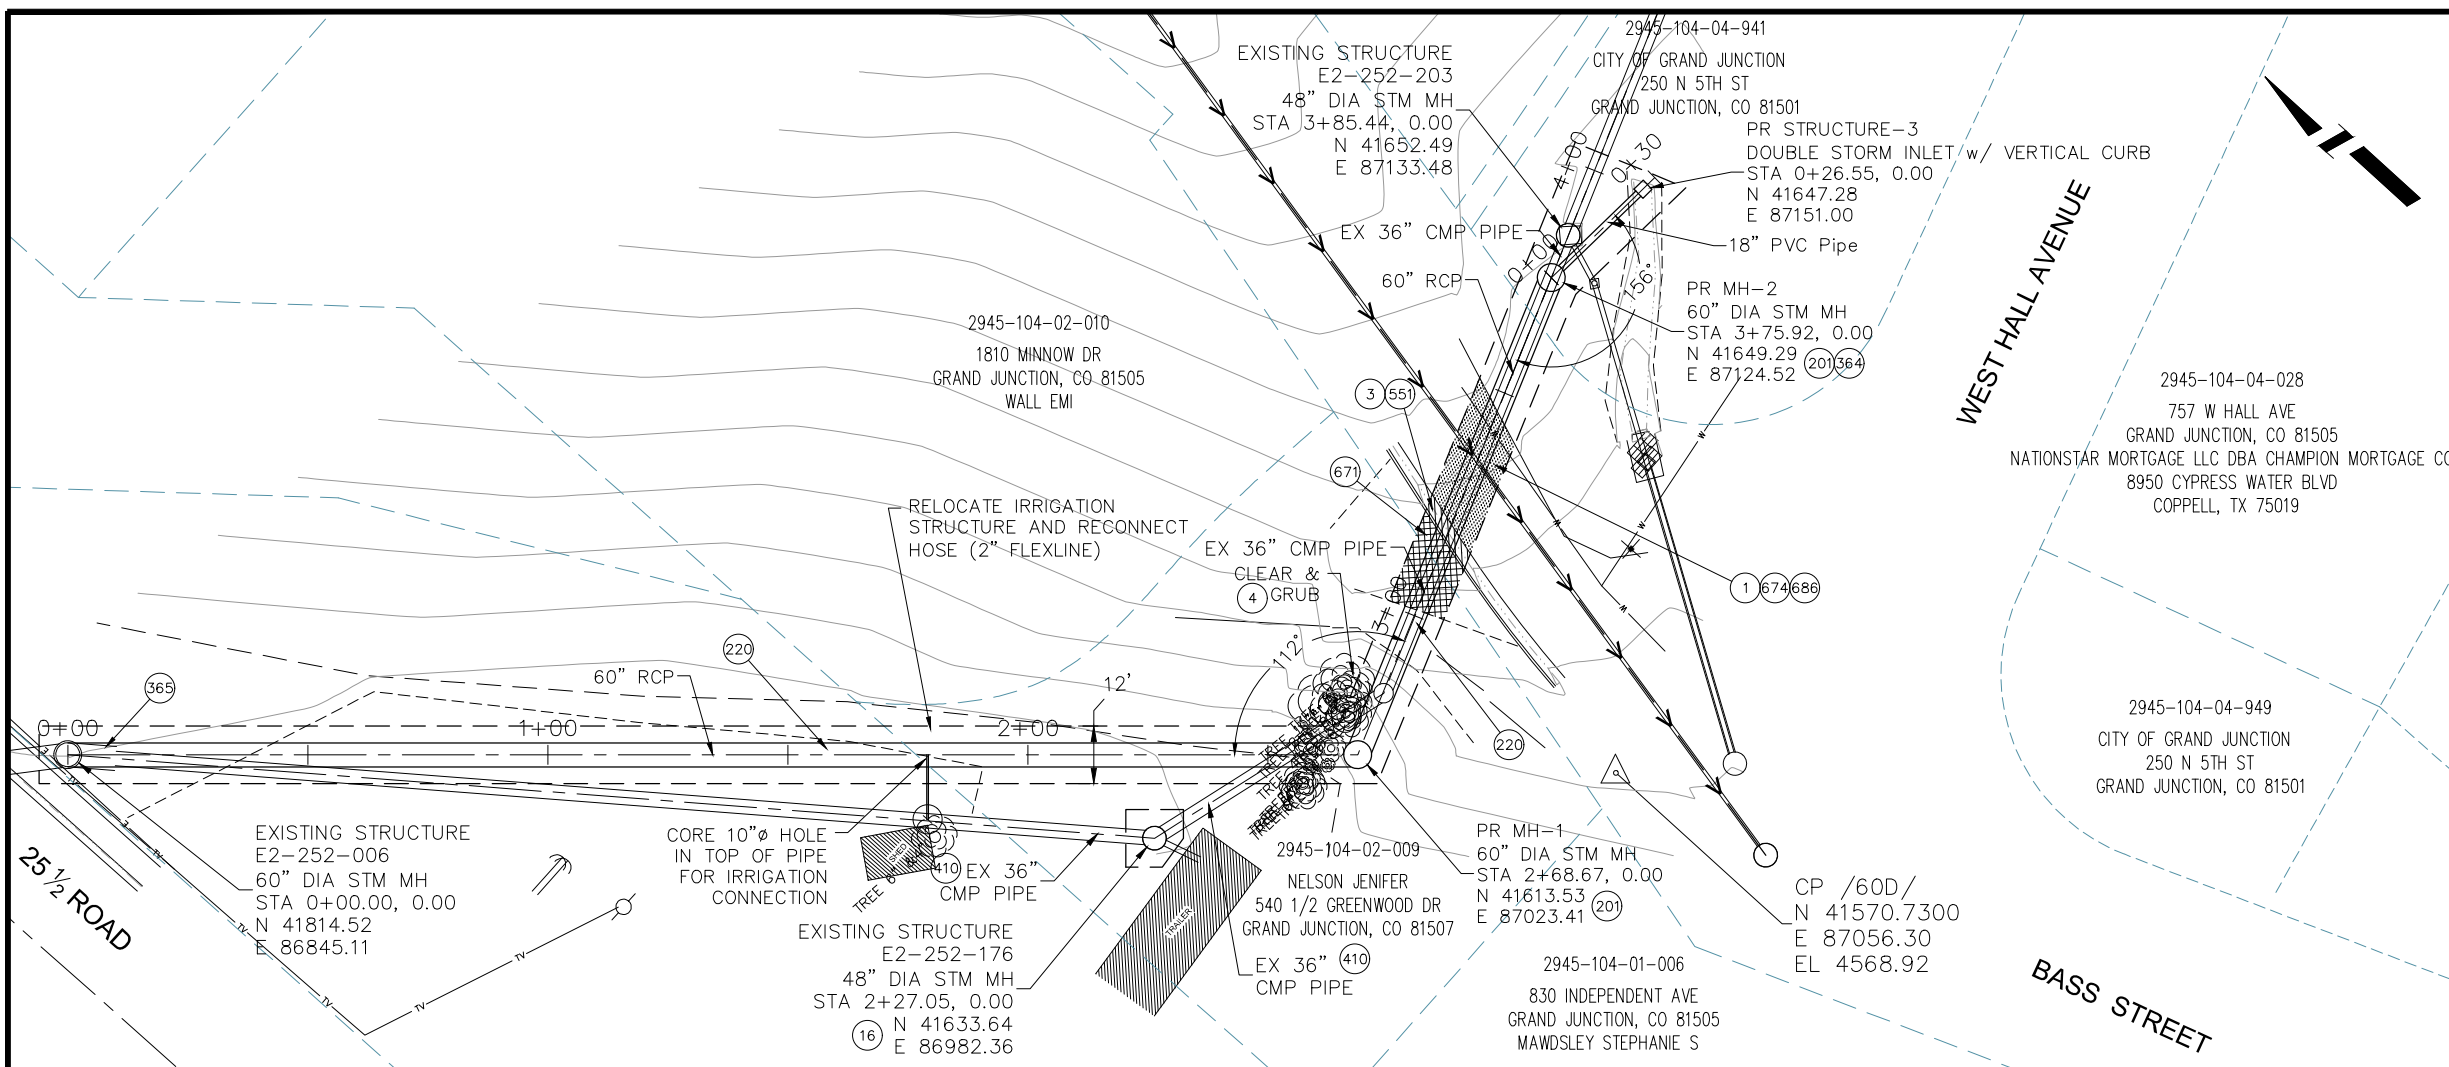 2945-104-04-941
CITY OF GRAND JUNCTION
250 N 5TH ST
GRAND JUNCTION, CO 81501
EXISTING STRUCTURE
E2-252-203
48" DIA STM MH
STA 3+85.44, 0.00
N 41652.49
E 87133.48
PR STRUCTURE-3
DOUBLE STORM INLET w/ VERTICAL CURB
STA 0+26.55, 0.00
N 41647.28
E 87151.00
4+00
0+30
EX 36" CMP PIPE
18" PVC Pipe
0+00
60" RCP
156°
PR MH-2
60" DIA STM MH
STA 3+75.92, 0.00
N 41649.29
E 87124.52
201
364
WEST HALL AVENUE
2945-104-02-010
1810 MINNOW DR
GRAND JUNCTION, CO 81505
WALL EMI
3
551
2945-104-04-028
757 W HALL AVE
GRAND JUNCTION, CO 81505
NATIONSTAR MORTGAGE LLC DBA CHAMPION MORTGAGE CO
8950 CYPRESS WATER BLVD
COPPELL, TX 75019
671
W
W
W
W
W
RELOCATE IRRIGATION
STRUCTURE AND RECONNECT
HOSE (2" FLEXLINE)
EX 36" CMP PIPE
CLEAR &
GRUB
4
1
674
686
112°
220
365
60" RCP
12'
0+00
1+00
2+00
220
2945-104-04-949
CITY OF GRAND JUNCTION
250 N 5TH ST
GRAND JUNCTION, CO 81501
EXISTING STRUCTURE
E2-252-006
60" DIA STM MH
STA 0+00.00, 0.00
N 41814.52
E 86845.11
25 1/2 ROAD
TV
TV
TV
TV
TV
TV
CORE 10"ø HOLE
IN TOP OF PIPE
FOR IRRIGATION
CONNECTION
SHED
TREE
410
EX 36"
CMP PIPE
TRAILER
EXISTING STRUCTURE
E2-252-176
48" DIA STM MH
STA 2+27.05, 0.00
N 41633.64
E 86982.36
16
2945-104-02-009
NELSON JENIFER
540 1/2 GREENWOOD DR
GRAND JUNCTION, CO 81507
EX 36"
CMP PIPE
410
PR MH-1
60" DIA STM MH
STA 2+68.67, 0.00
N 41613.53
E 87023.41
201
2945-104-01-006
830 INDEPENDENT AVE
GRAND JUNCTION, CO 81505
MAWDSLEY STEPHANIE S
CP /60D/
N 41570.7300
E 87056.30
EL 4568.92
BASS STREET